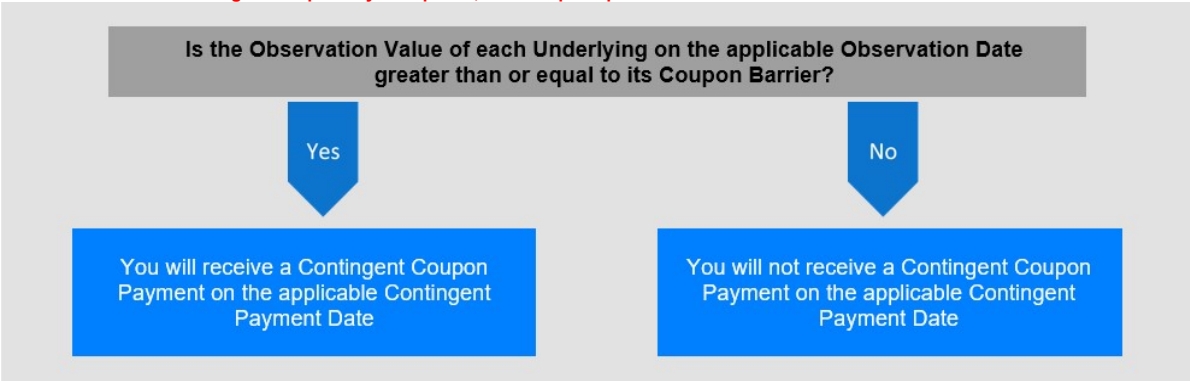 Is the Observation Value of each Underlying on the applicable Observation Date
greater than or equal to its Coupon Barrier?
Yes
No
You will receive a Contingent Coupon
Payment on the applicable Contingent
Payment Date
You will not receive a Contingent Coupon
Payment on the applicable Contingent
Payment Date